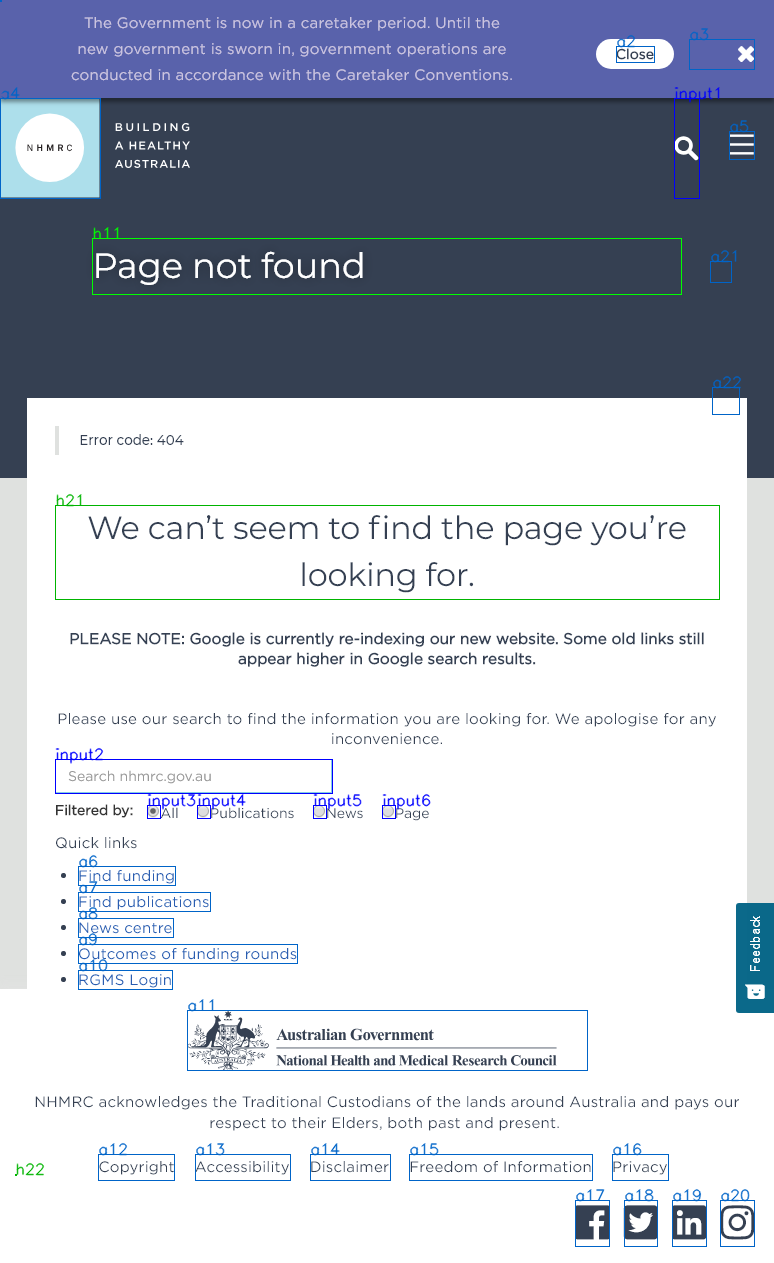 The Government is now in a caretaker period. Until the
new government is sworn in, government operations are
conducted in accordance with the Caretaker Conventions.
a2
Close
a3
a4
NHMRC
BUILDING
A HEALTHY
AUSTRALIA
input1
a5
h11
Page not found
a21
a22
Error code: 404
h21
We can’t seem to find the page you’re
looking for.
PLEASE NOTE: Google is currently re-indexing our new website. Some old links still
appear higher in Google search results.
Please use our search to find the information you are looking for. We apologise for any
inconvenience.
input2
Search nhmrc.gov.au
input3 input4 input5 input6
Filtered by: All Publications News Page
Quick links
a6
Find funding
a7
Find publications
a8
News centre
a9
Outcomes of funding rounds
a10
RGMS Login
Feedback
a11
Australian Government
National Health and Medical Research Council
NHMRC acknowledges the Traditional Custodians of the lands around Australia and pays our
respect to their Elders, both past and present.
h22
a12 a13 a14 a15 a16
Copyright Accessibility Disclaimer Freedom of Information Privacy
a17 a18 a19 a20